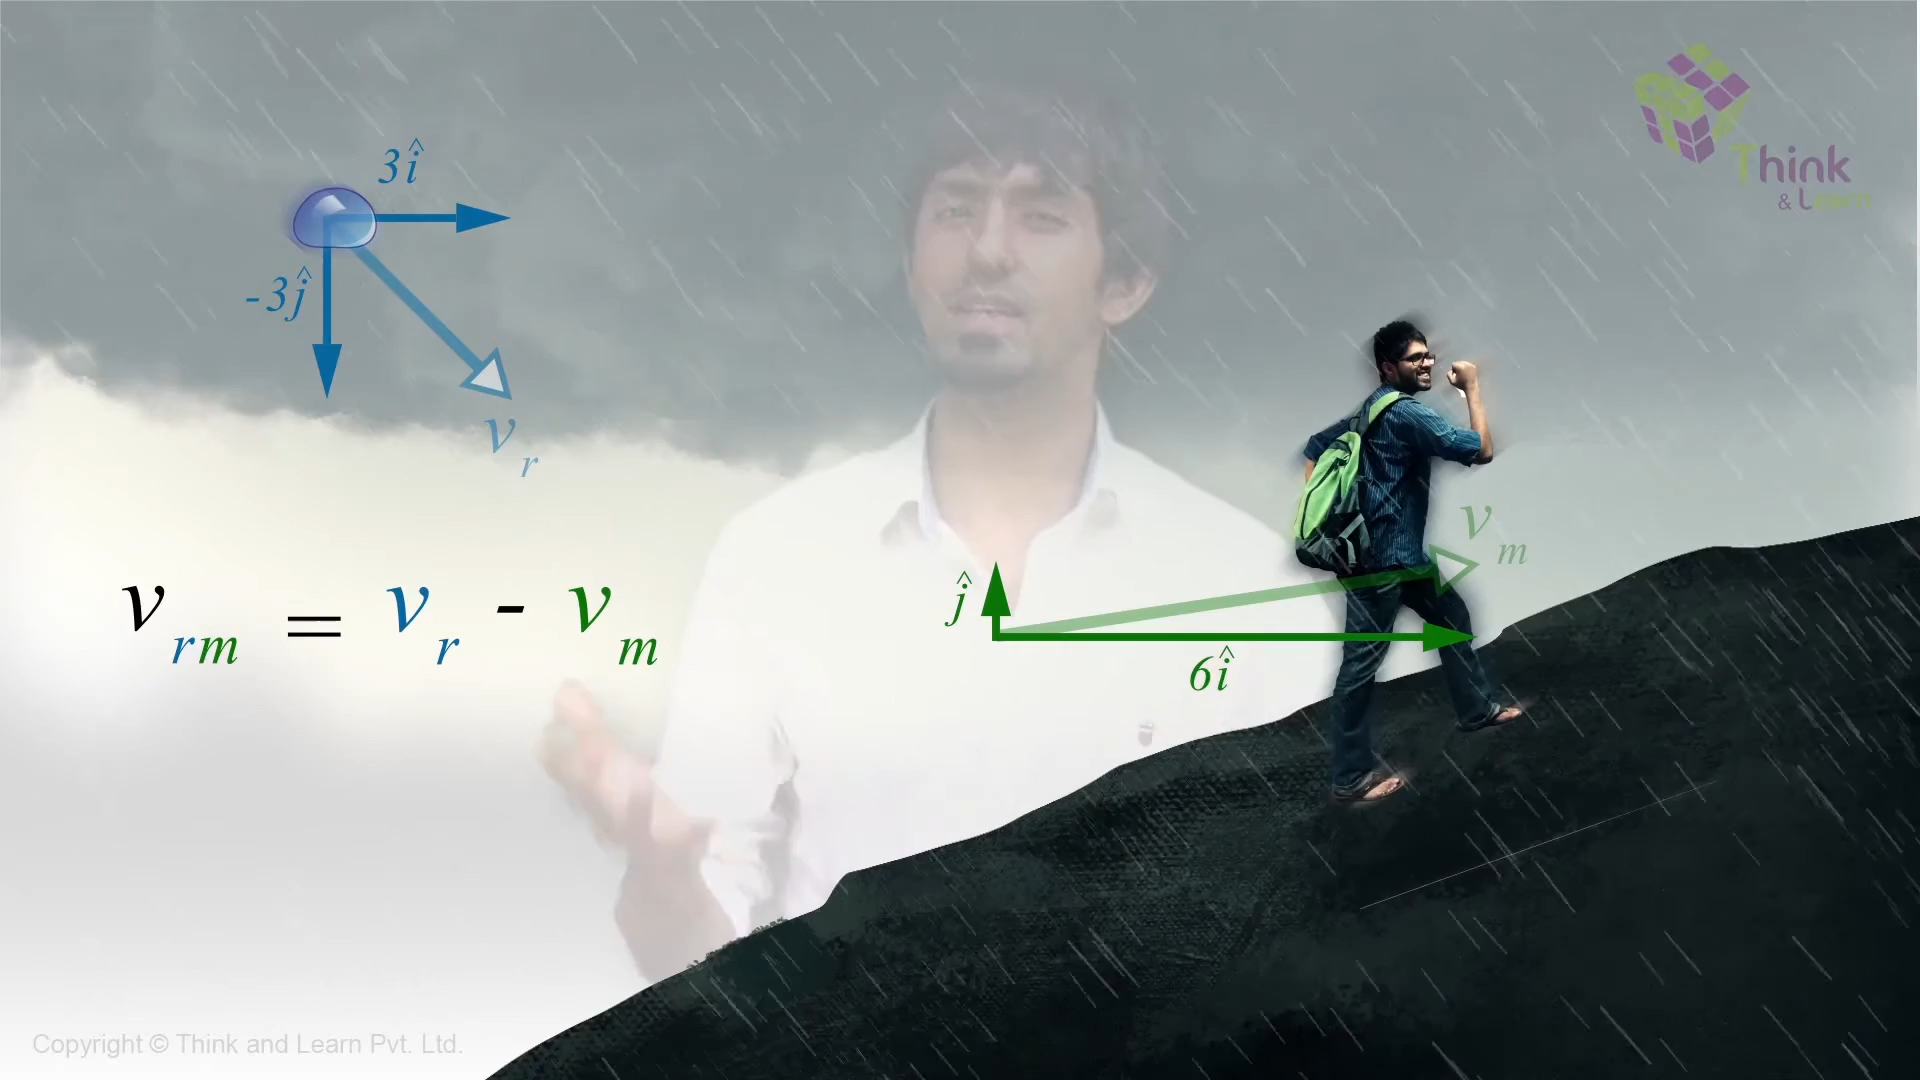 3î
-3ĵ
v r
v rm = v r - v m
ĵ
6î
v m
Think
& Learn
Copyright © Think and Learn Pvt. Ltd.